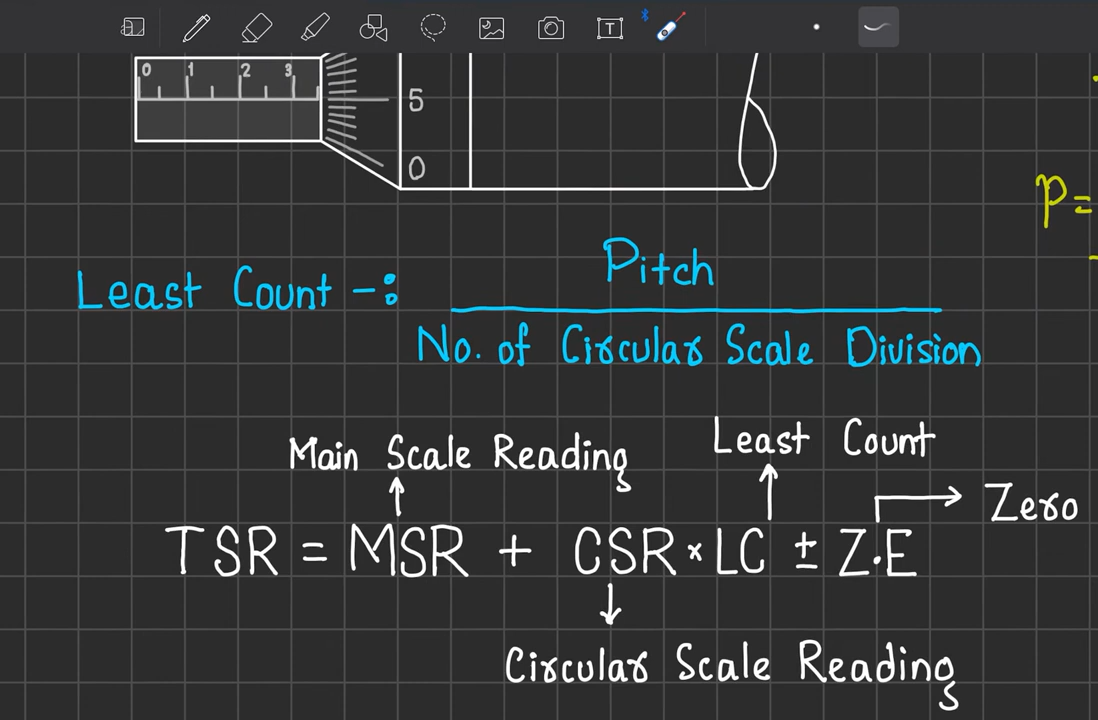 T
0 1 2 3
5
0
P=
Pitch
Least Count -:
No. of Circular Scale Division
Main Scale Reading
Least Count
Zero
TSR = MSR + CSR × LC ± Z.E
Circular Scale Reading